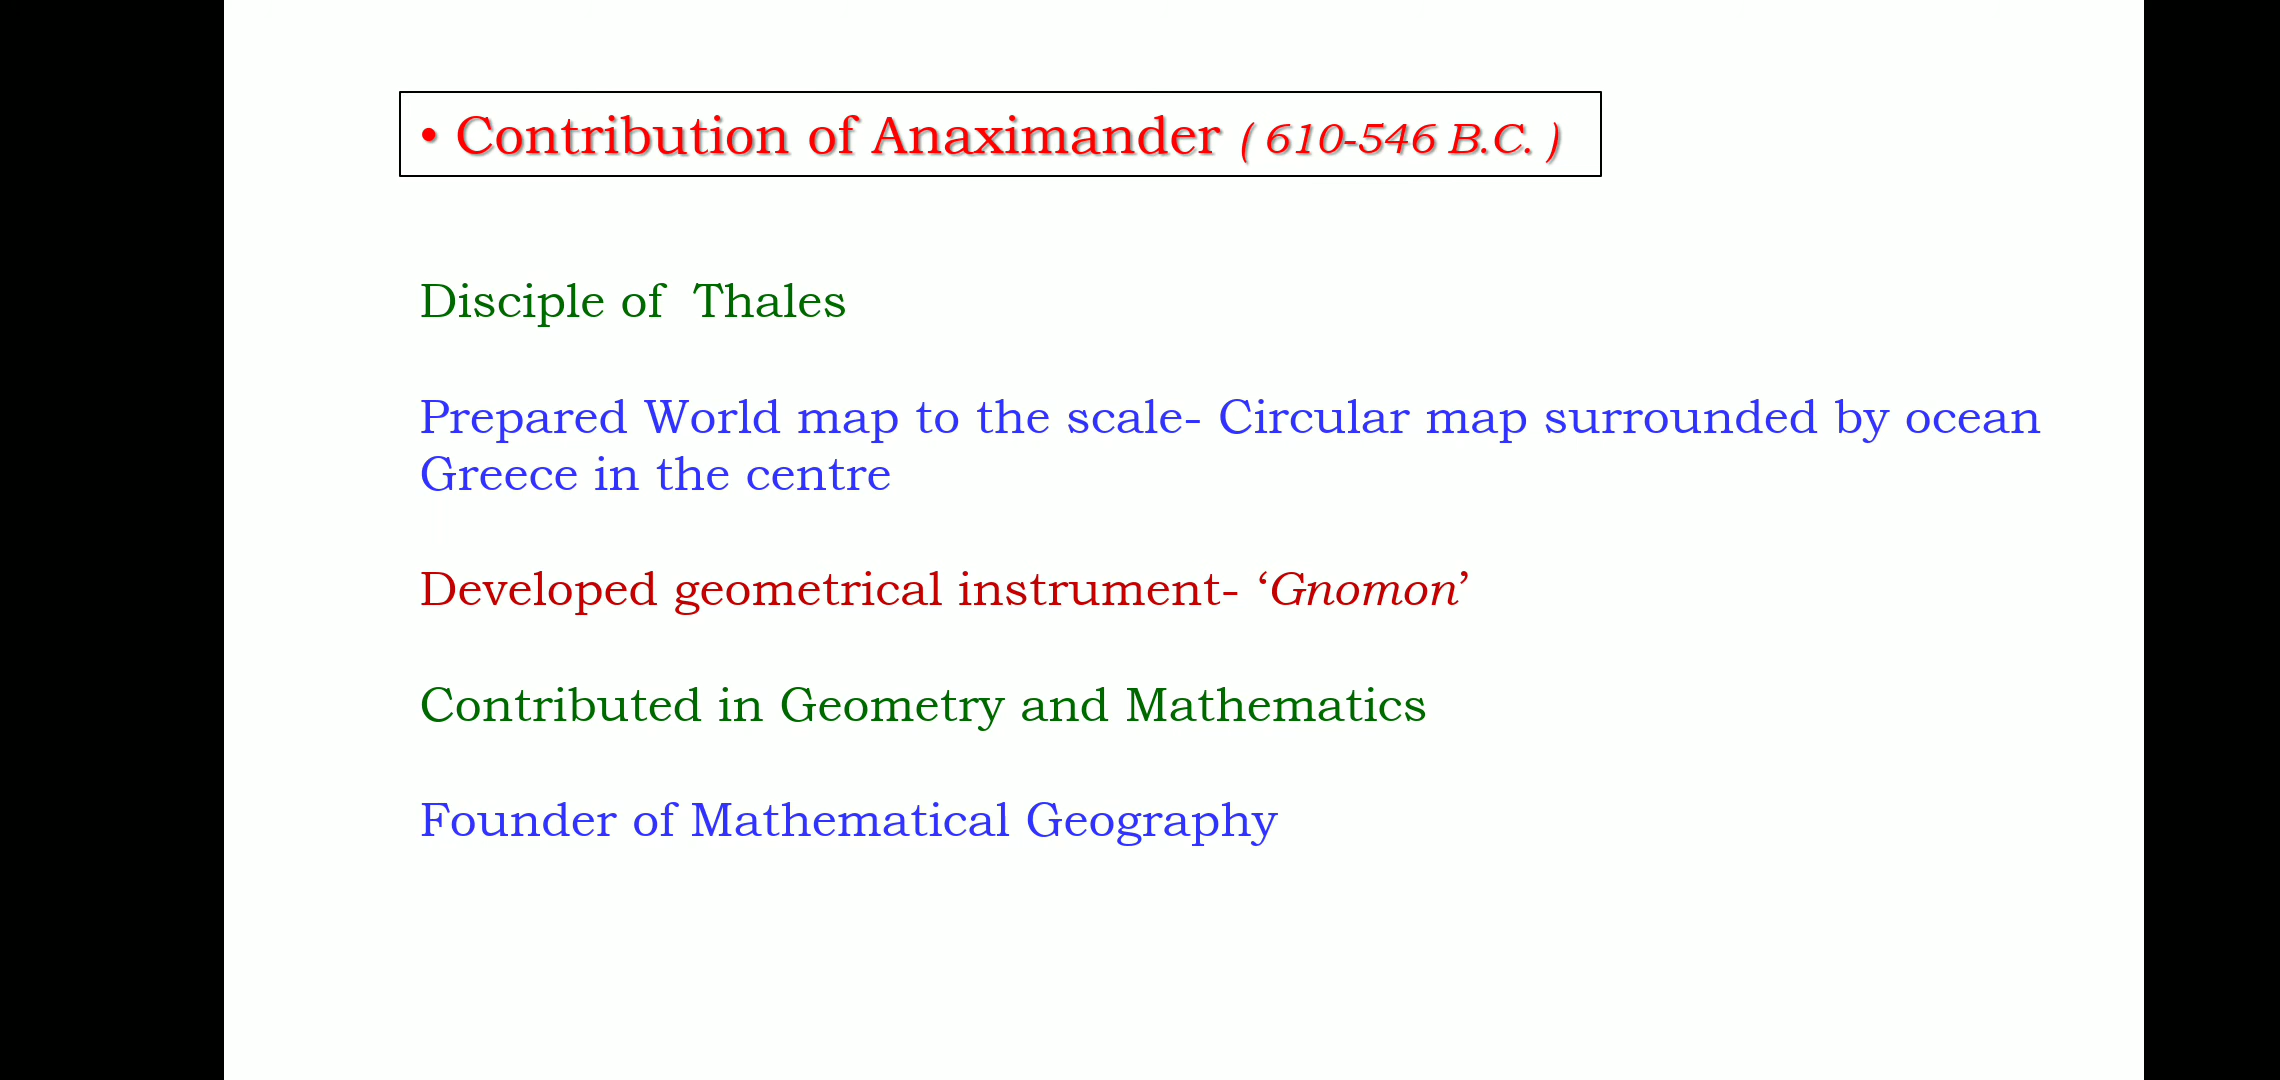 • Contribution of Anaximander ( 610-546 B.C. )
Disciple of Thales
Prepared World map to the scale- Circular map surrounded by ocean
Greece in the centre
Developed geometrical instrument- ‘Gnomon’
Contributed in Geometry and Mathematics
Founder of Mathematical Geography